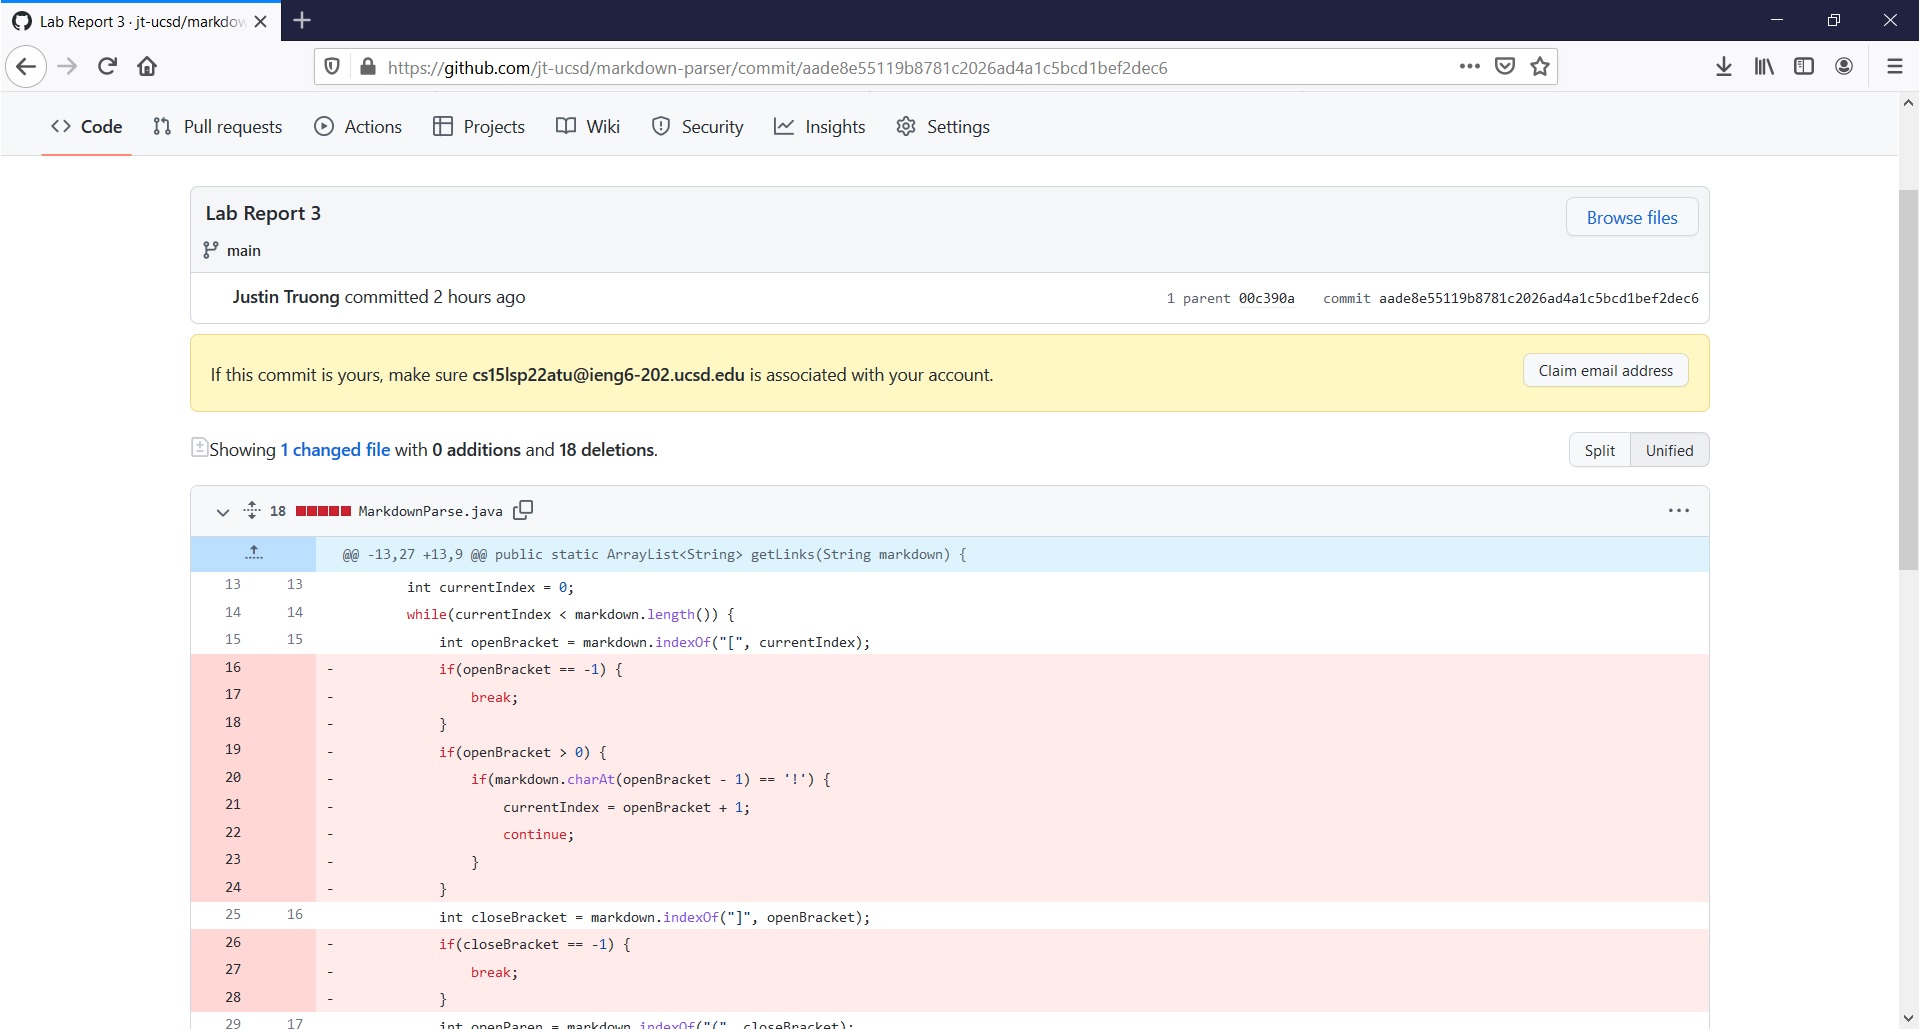 Lab Report 3 · jt-ucsd/markdow
https://github.com/jt-ucsd/markdown-parser/commit/aade8e55119b8781c2026ad4a1c5bcd1bef2dec6
Code Pull requests Actions Projects Wiki Security Insights Settings
Lab Report 3
Browse files
main
Justin Truong committed 2 hours ago
1 parent 00c390a commit aade8e55119b8781c2026ad4a1c5bcd1bef2dec6
If this commit is yours, make sure cs15lsp22atu@ieng6-202.ucsd.edu is associated with your account.
Claim email address
Showing 1 changed file with 0 additions and 18 deletions.
Split Unified
18 MarkdownParse.java
@@ -13,27 +13,9 @@ public static ArrayList<String> getLinks(String markdown) {
13 13 int currentIndex = 0;
14 14 while(currentIndex < markdown.length()) {
15 15 int openBracket = markdown.indexOf("[", currentIndex);
16 - if(openBracket == -1) {
17 - break;
18 - }
19 - if(openBracket > 0) {
20 - if(markdown.charAt(openBracket - 1) == '!') {
21 - currentIndex = openBracket + 1;
22 - continue;
23 - }
24 - }
25 16 int closeBracket = markdown.indexOf("]", openBracket);
26 - if(closeBracket == -1) {
27 - break;
28 - }
29 17 int openParen = markdown.indexOf("(", closeBracket);